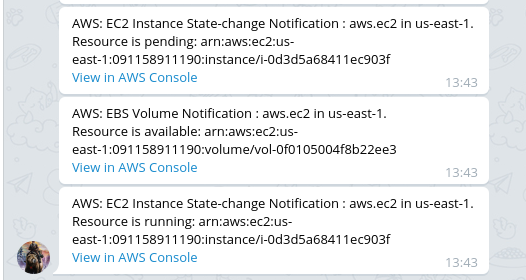 AWS: EC2 Instance State-change Notification : aws.ec2 in us-east-1.
Resource is pending: arn:aws:ec2:us-
east-1:091158911190:instance/i-0d3d5a68411ec903f
View in AWS Console
13:43
AWS: EBS Volume Notification : aws.ec2 in us-east-1.
Resource is available: arn:aws:ec2:us-
east-1:091158911190:volume/vol-0f0105004f8b22ee3
View in AWS Console
13:43
AWS: EC2 Instance State-change Notification : aws.ec2 in us-east-1.
Resource is running: arn:aws:ec2:us-
east-1:091158911190:instance/i-0d3d5a68411ec903f
View in AWS Console
13:43